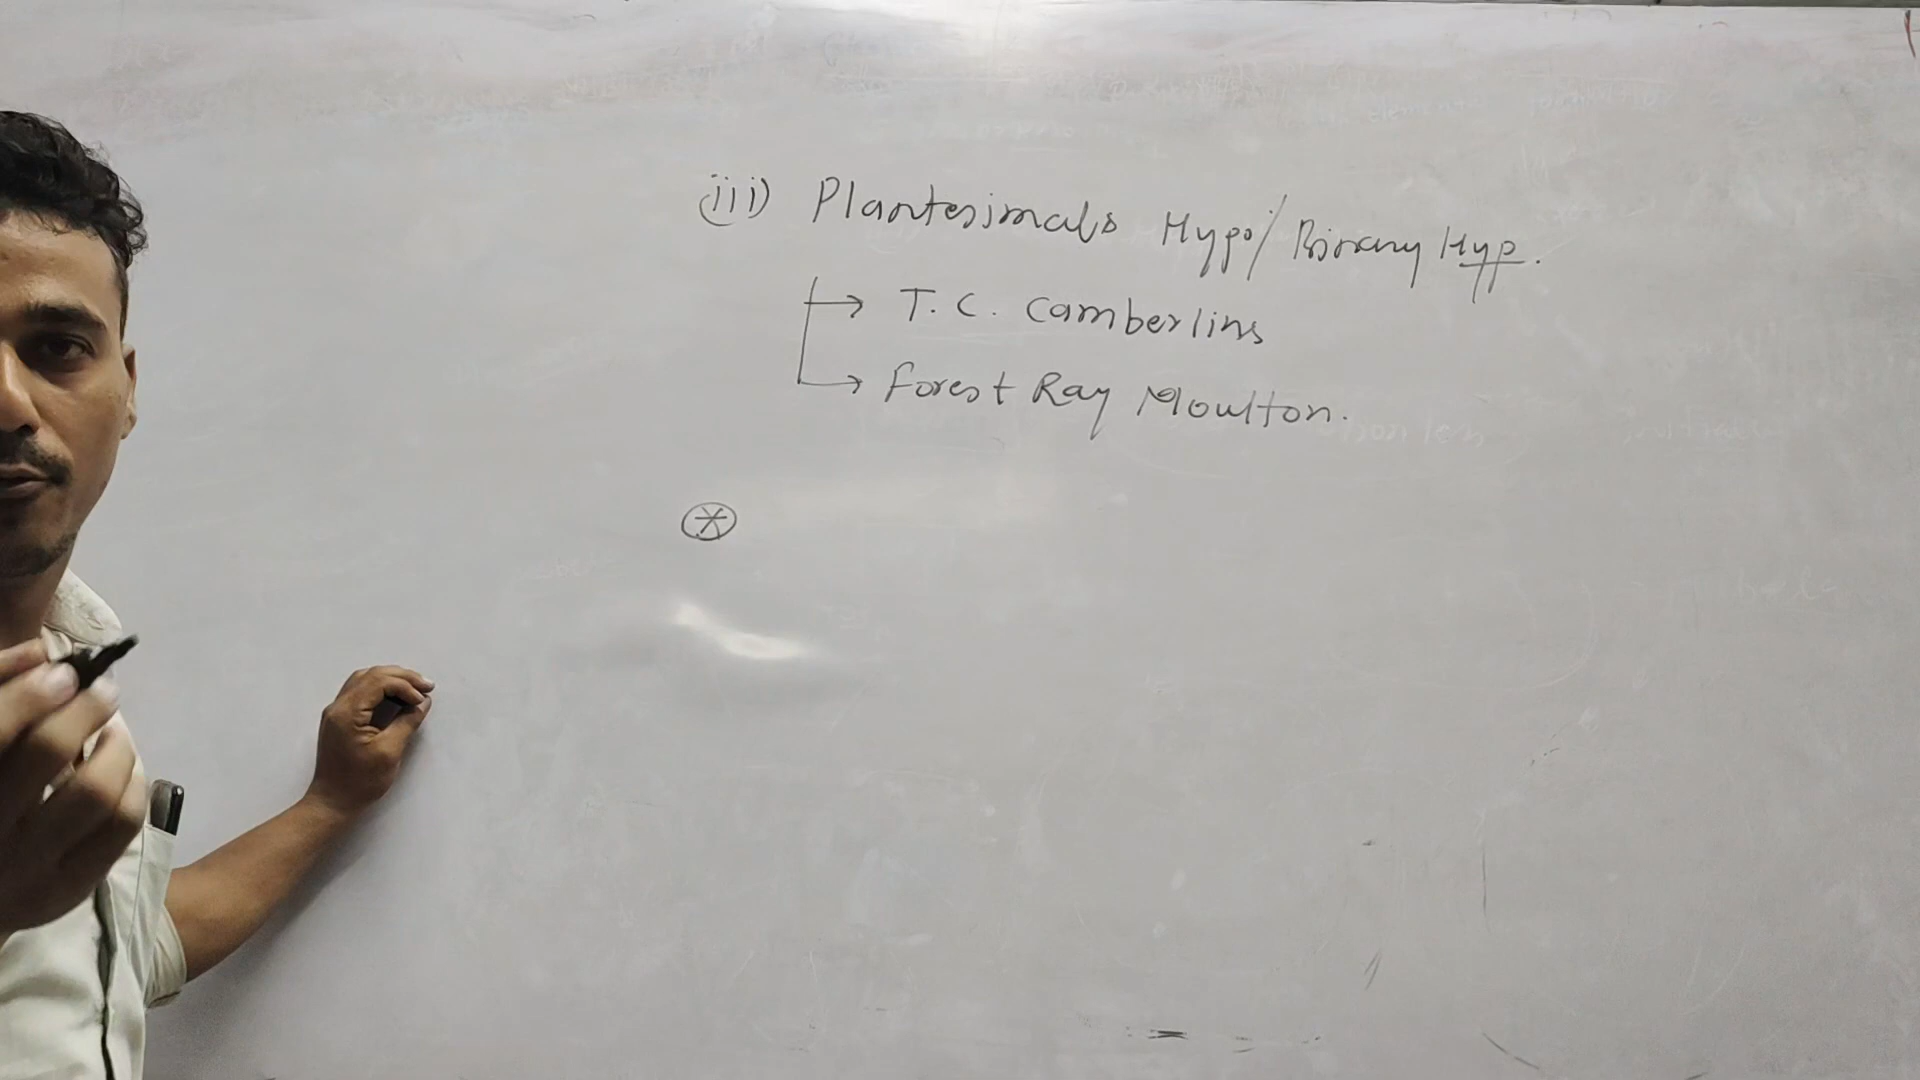 (iii) Plantesimals Hypo/Binary Hyp.
→ T.C. Camberlins
→ Forest Ray Moulton.